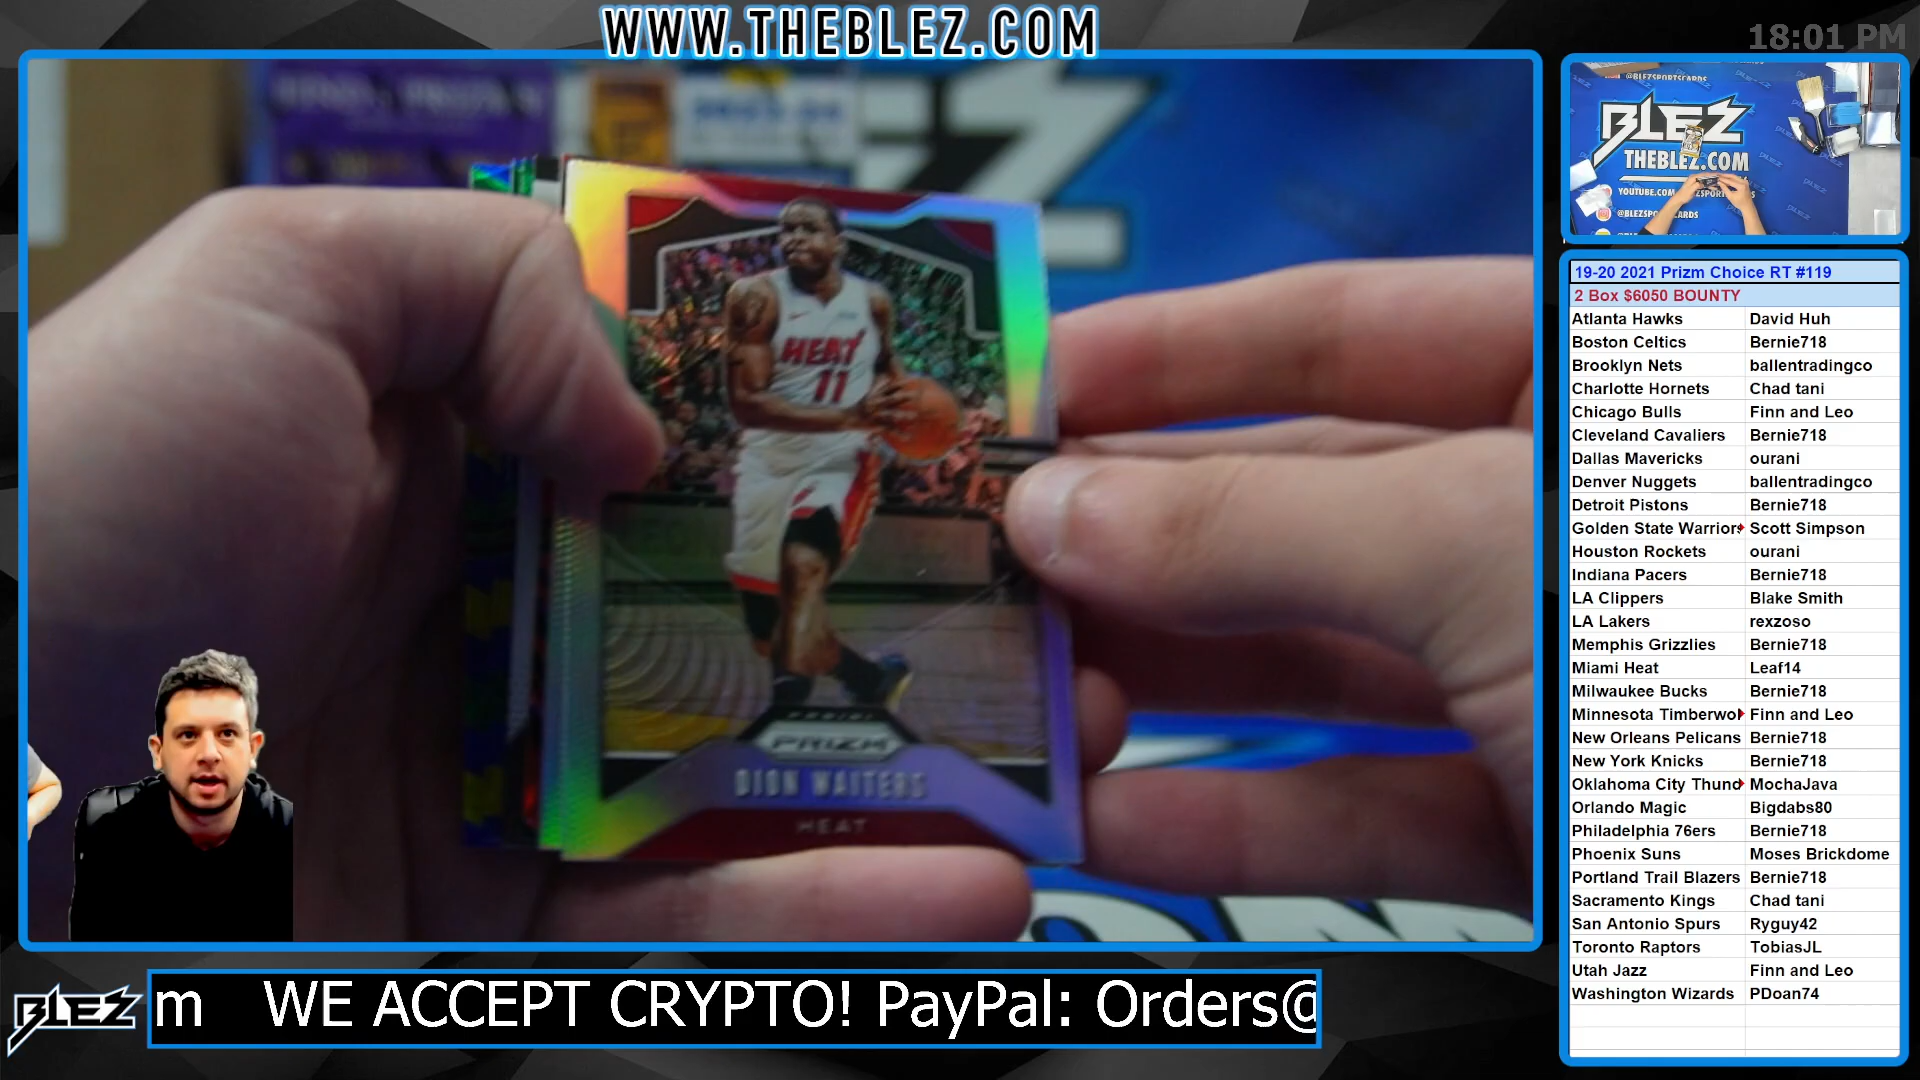 WWW.THEBLEZ.COM
18:01 PM
@BLEZSPORTSCARDS
BLEZ
THEBLEZ.COM
HEAT
11
PANINI
PRIZM
DION WAITERS
HEAT
19-20 2021 Prizm Choice RT #119
2 Box $6050 BOUNTY
Atlanta Hawks David Huh
Boston Celtics Bernie718
Brooklyn Nets ballentradingco
Charlotte Hornets Chad tani
Chicago Bulls Finn and Leo
Cleveland Cavaliers Bernie718
Dallas Mavericks ourani
Denver Nuggets ballentradingco
Detroit Pistons Bernie718
Golden State Warriors Scott Simpson
Houston Rockets ourani
Indiana Pacers Bernie718
LA Clippers Blake Smith
LA Lakers rexzoso
Memphis Grizzlies Bernie718
Miami Heat Leaf14
Milwaukee Bucks Bernie718
Minnesota Timberwol Finn and Leo
New Orleans Pelicans Bernie718
New York Knicks Bernie718
Oklahoma City Thund MochaJava
Orlando Magic Bigdabs80
Philadelphia 76ers Bernie718
Phoenix Suns Moses Brickdome
Portland Trail Blazers Bernie718
Sacramento Kings Chad tani
San Antonio Spurs Ryguy42
Toronto Raptors TobiasJL
Utah Jazz Finn and Leo
Washington Wizards PDoan74
BLEZ
m WE ACCEPT CRYPTO! PayPal: Orders@